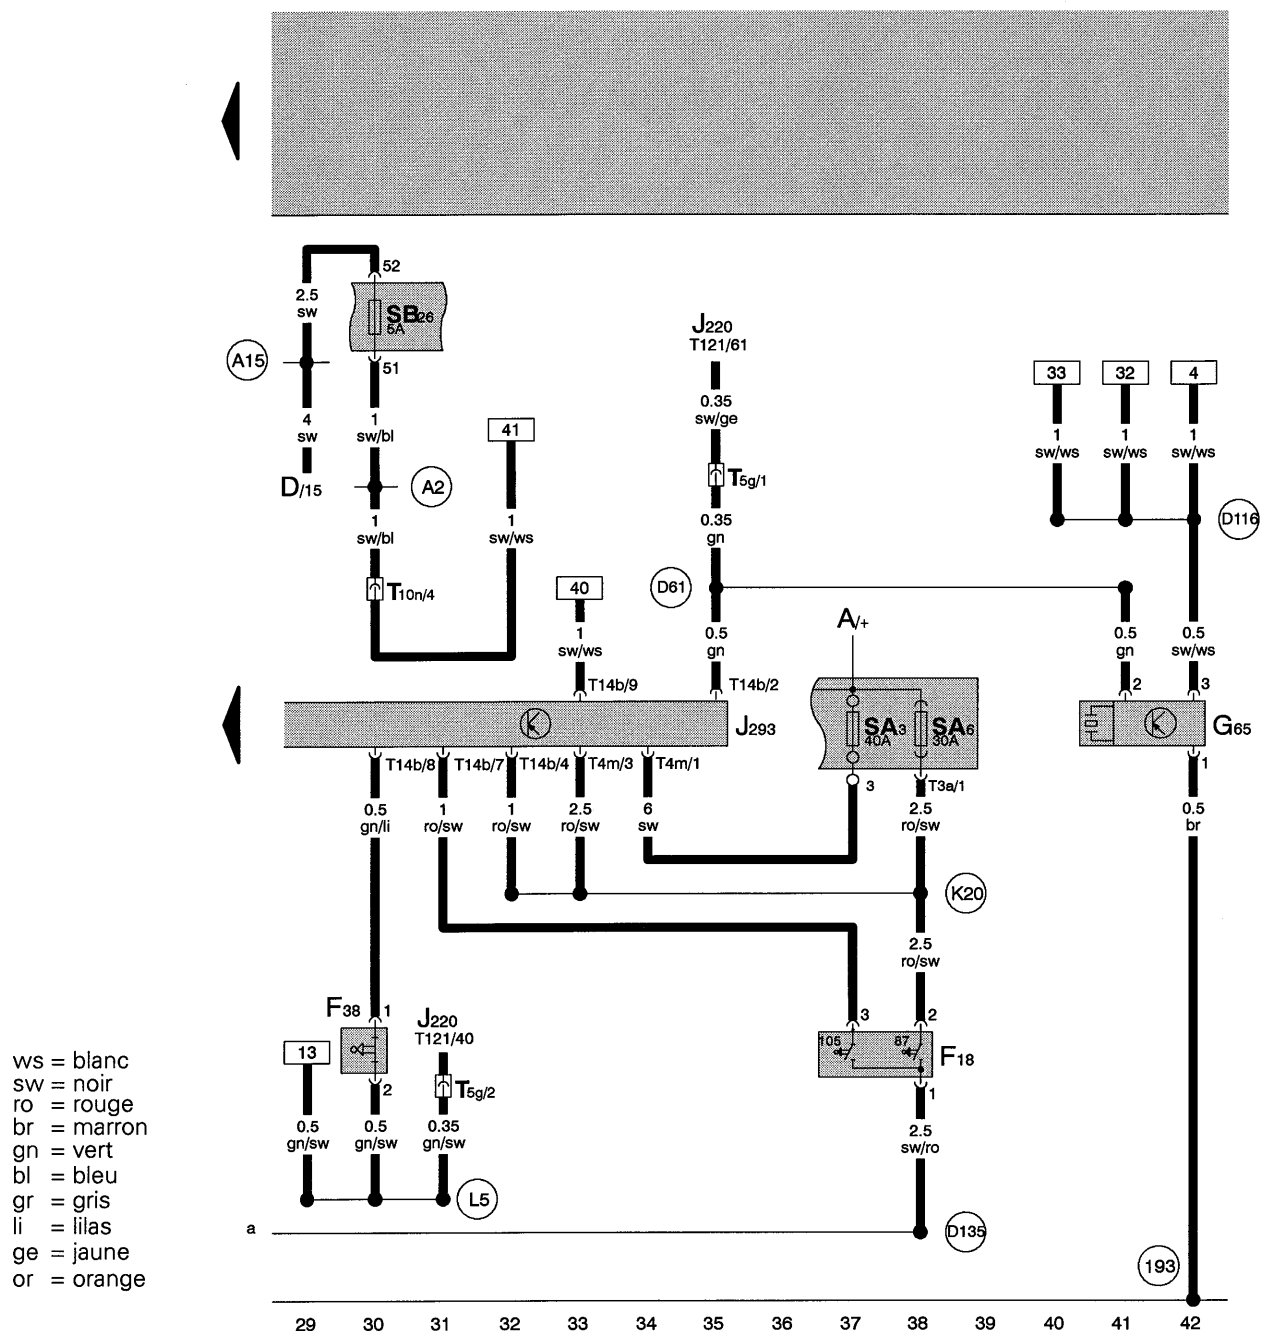 52
2.5
sw
SB26
5A
A15
51
J220
T121/61
33
32
4
4
sw
1
sw/bl
41
0.35
sw/ge
1
sw/ws
1
sw/ws
1
sw/ws
D/15
A2
T5g/1
1
sw/bl
1
sw/ws
0.35
gn
D116
T10n/4
40
D61
A/+
1
sw/ws
0.5
gn
0.5
gn
0.5
sw/ws
T14b/9
T14b/2
2
3
J293
SA3
40A
SA6
30A
G65
T14b/8
T14b/7
T14b/4
T4m/3
T4m/1
3
T3a/1
1
0.5
gn/li
1
ro/sw
1
ro/sw
2.5
ro/sw
6
sw
2.5
ro/sw
0.5
br
K20
2.5
ro/sw
F38
1
J220
T121/40
3
2
13
105
87
F18
2
T5g/2
1
0.5
gn/sw
0.5
gn/sw
0.35
gn/sw
2.5
sw/ro
L5
a
D135
193
ws = blanc
sw = noir
ro = rouge
br = marron
gn = vert
bl = bleu
gr = gris
li = lilas
ge = jaune
or = orange
29 30 31 32 33 34 35 36 37 38 39 40 41 42